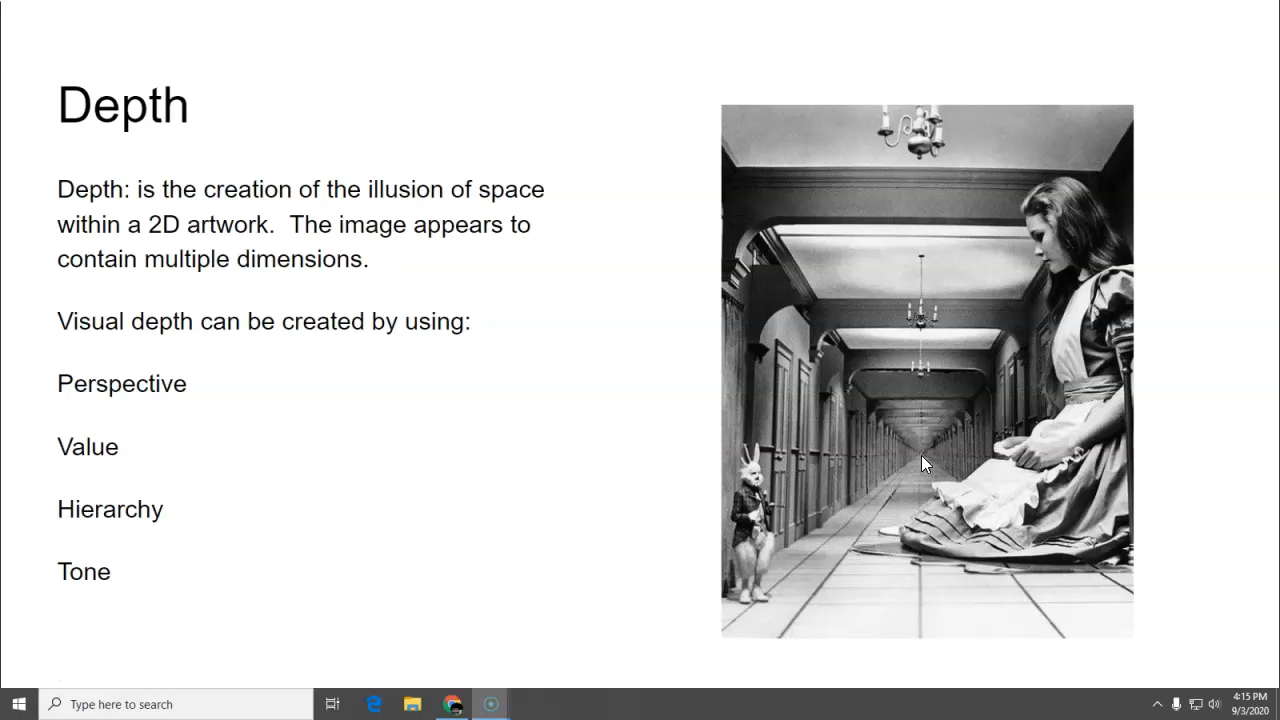 Depth
Depth: is the creation of the illusion of space
within a 2D artwork.  The image appears to
contain multiple dimensions.
Visual depth can be created by using:
Perspective
Value
Hierarchy
Tone
Type here to search
4:15 PM
9/3/2020